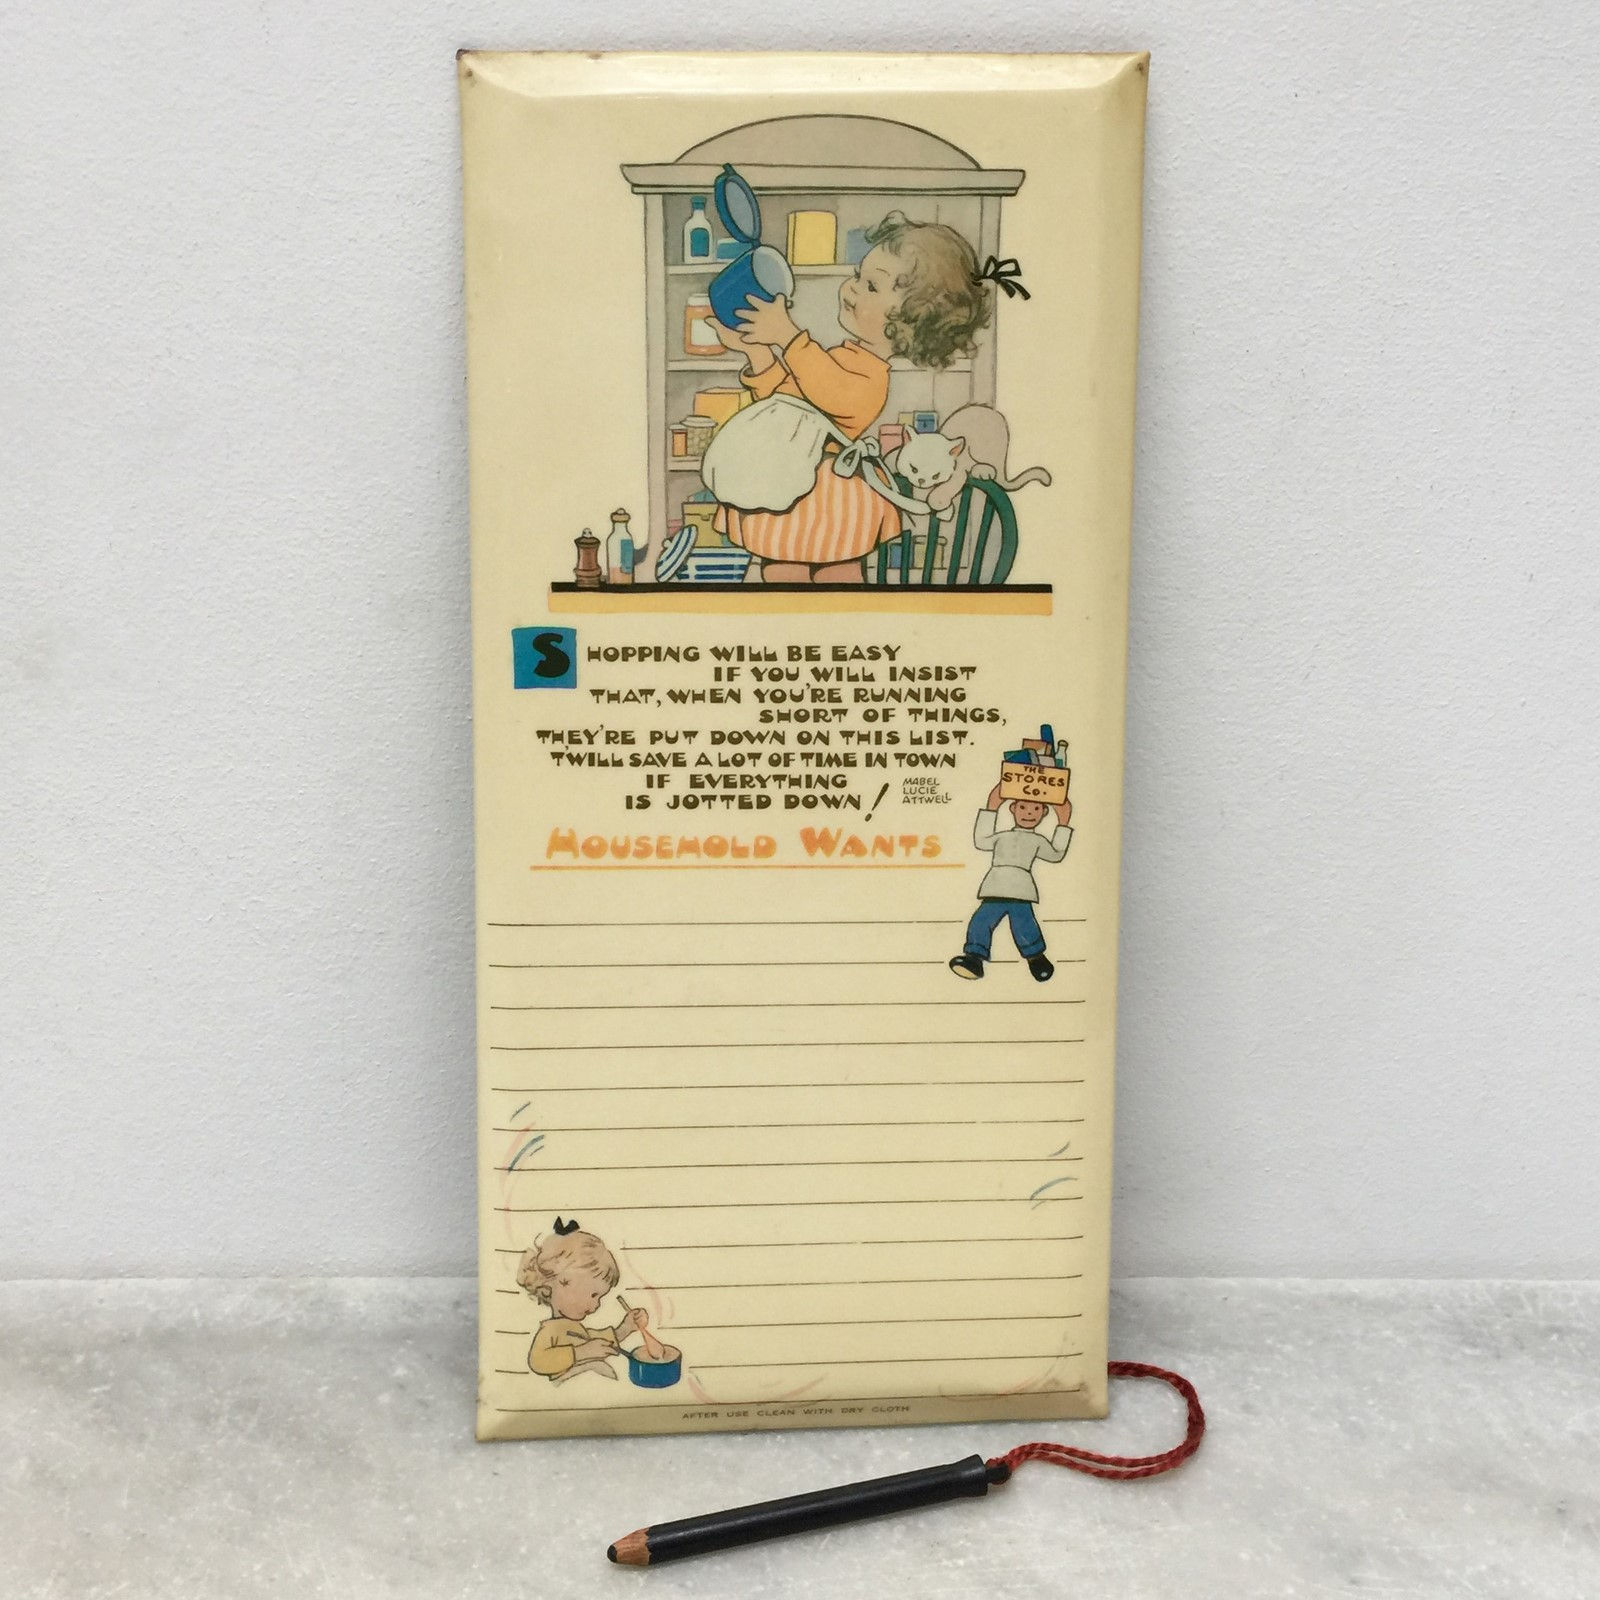 SHOPPING WILL BE EASY
IF YOU WILL INSIST
THAT, WHEN YOU'RE RUNNING
SHORT OF THINGS,
THEY'RE PUT DOWN ON THIS LIST.
T'WILL SAVE A LOT OF TIME IN TOWN
IF EVERYTHING
IS JOTTED DOWN!
MABEL
LUCIE
ATTWELL
THE
STORES
Co.
HOUSEHOLD WANTS
AFTER USE CLEAN WITH DRY CLOTH